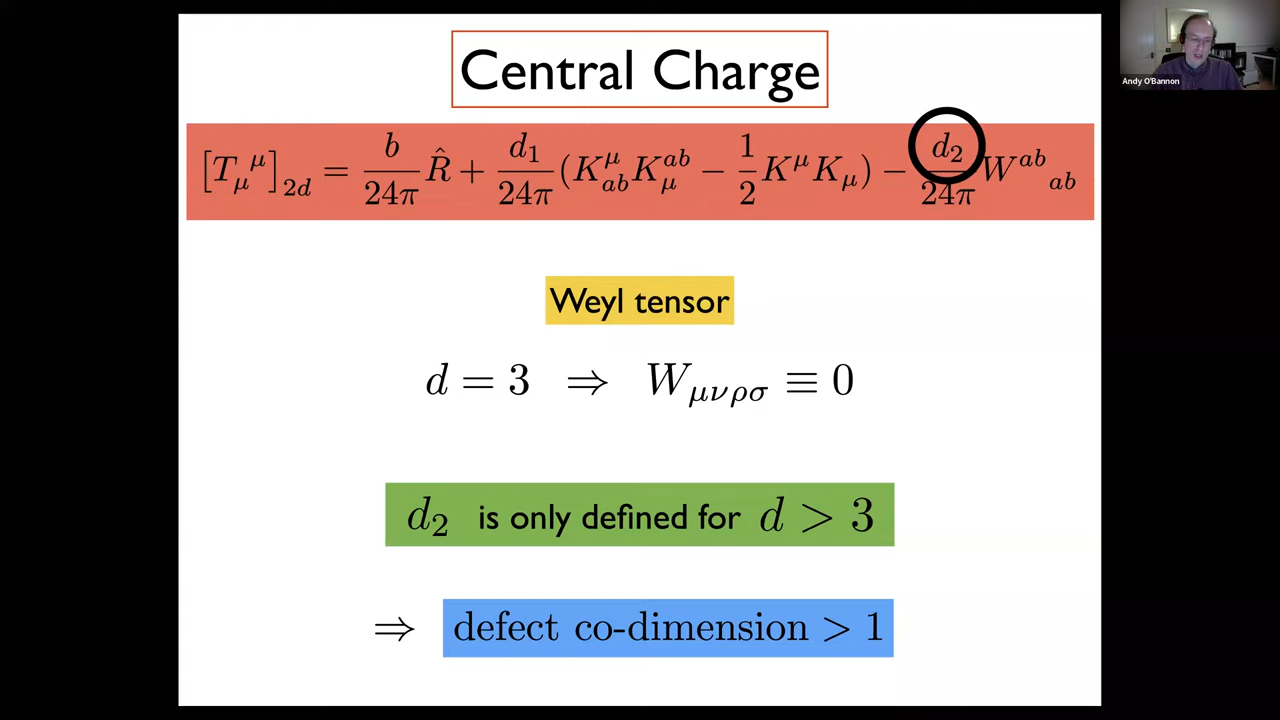 Central Charge
$[T_\mu{}^\mu]_{2d} = \frac{b}{24\pi}\hat{R} + \frac{d_1}{24\pi}(K^\mu_{ab}K^{ab}_\mu - \frac{1}{2}K^\mu K_\mu) - \frac{d_2}{24\pi}W^{ab}{}_{ab}$
Weyl tensor
$d = 3 \Rightarrow W_{\mu\nu\rho\sigma} \equiv 0$
$d_2$ is only defined for $d > 3$
⇒ defect co-dimension > 1
Andy O'Bannon